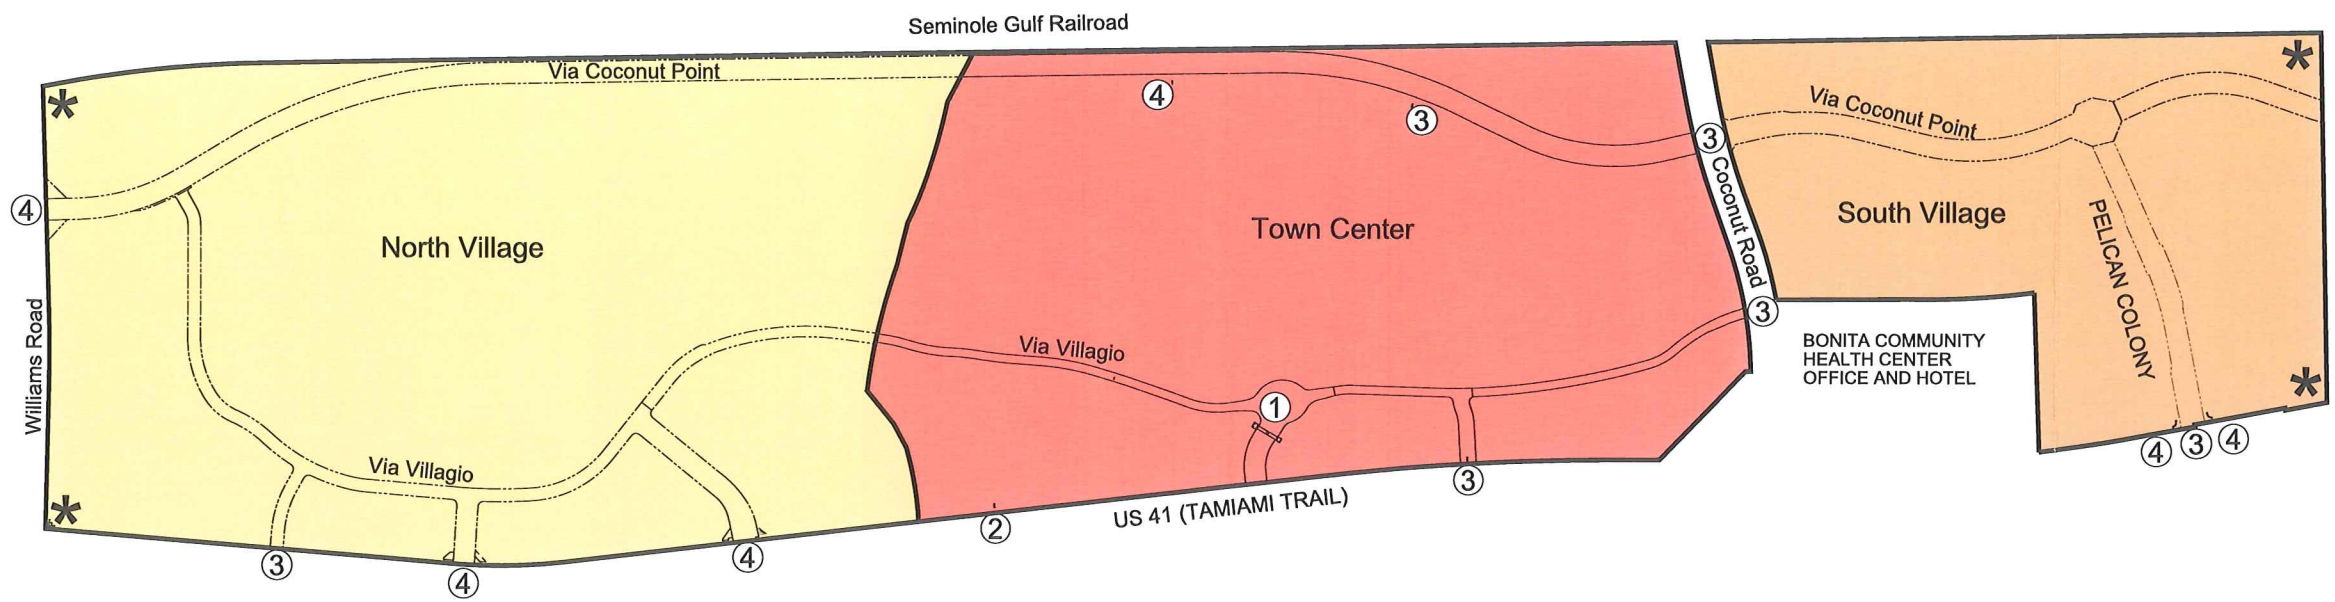 Seminole Gulf Railroad
Via Coconut Point
*
4
3
3
Via Coconut Point
*
4
North Village
Town Center
Coconut Road
South Village
PELICAN COLONY
Williams Road
3
BONITA COMMUNITY
HEALTH CENTER
OFFICE AND HOTEL
Via Villagio
1
*
Via Villagio
*
3
4
4
2
US 41 (TAMIAMI TRAIL)
3
4
3
4